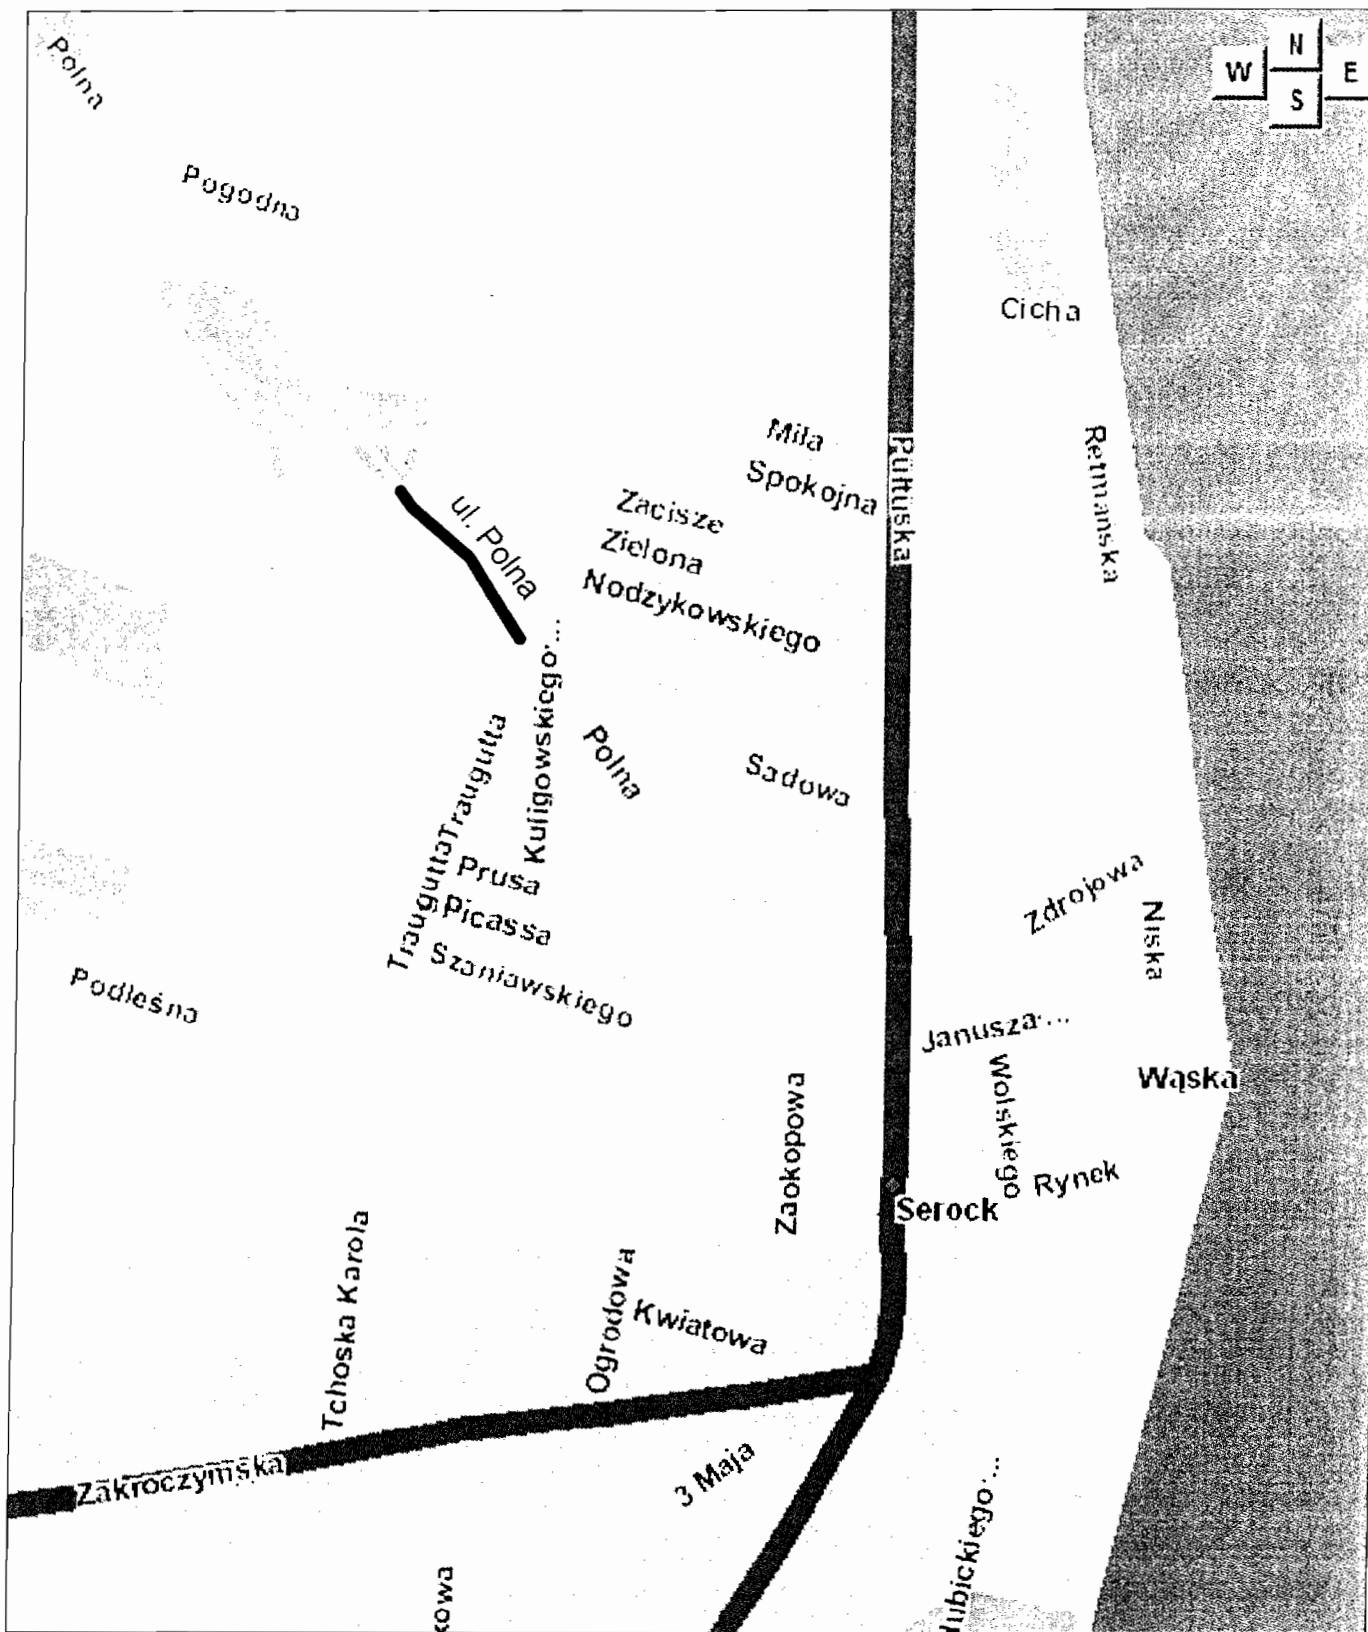 Polna
N
W
E
S
Pogodna
Cicha
Miła
Spokojna
Pułtuska
Retmańska
Zacisze
ul. Polna
Zielona
Nodzykowskiego
Kuligowskiego...
Traugutta
Polna
Sadowa
Traugutta
Prusa
Picassa
Szaniawskiego
Zdrojowa
Niska
Podleśna
Janusza...
Wolskiego
Wąska
Zaokopowa
Rynek
Serock
Tchoska Karola
Ogrodowa
Kwiatowa
Zakroczymska
3 Maja